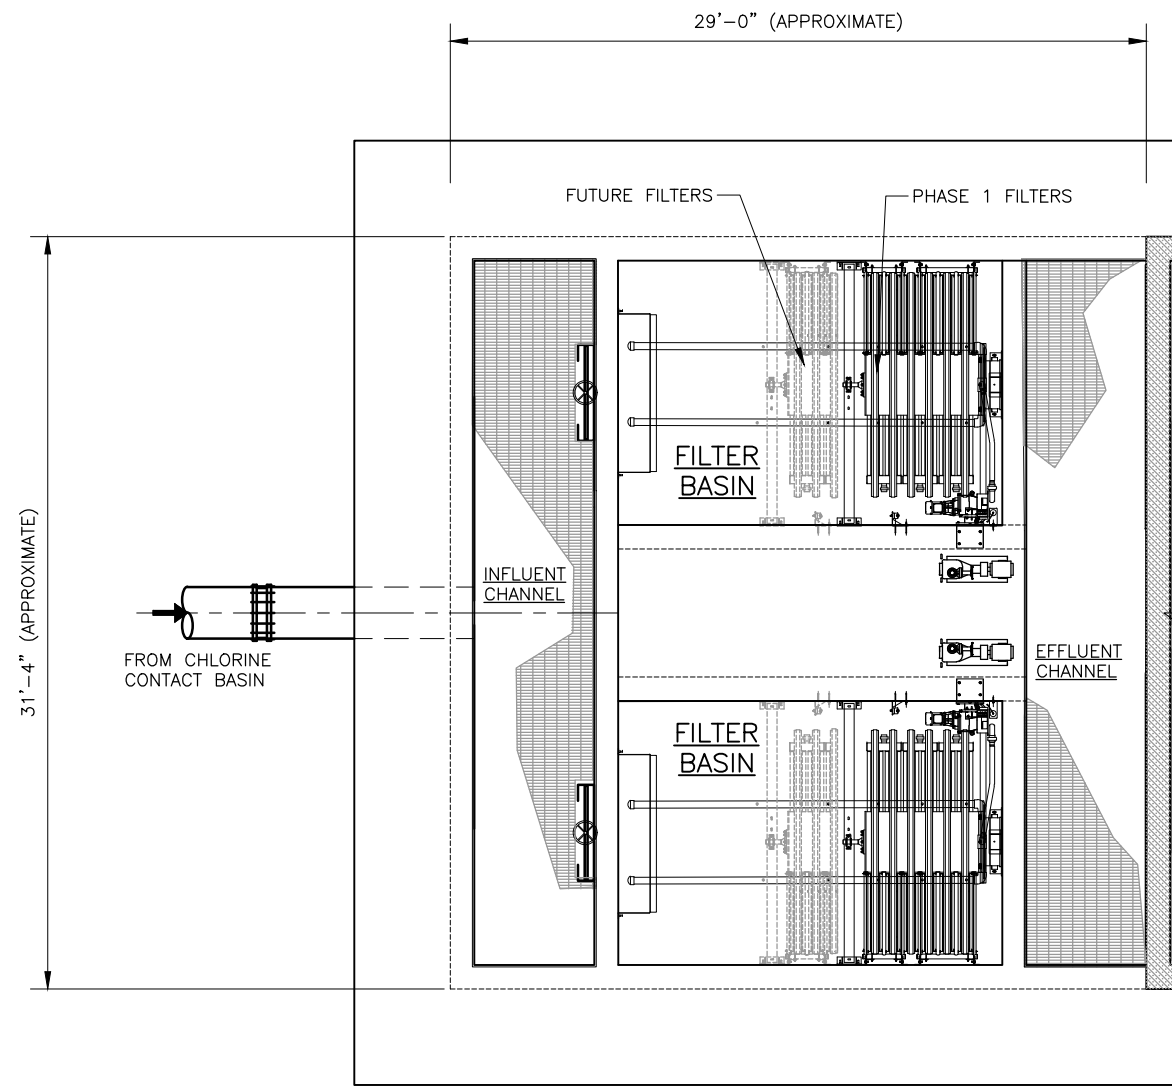 29'-0" (APPROXIMATE)
FUTURE FILTERS
PHASE 1 FILTERS
31'-4" (APPROXIMATE)
FILTER
BASIN
INFLUENT
CHANNEL
FROM CHLORINE
CONTACT BASIN
EFFLUENT
CHANNEL
FILTER
BASIN